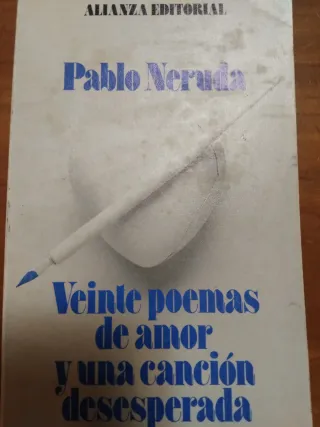 ALIANZA EDITORIAL
Pablo Neruda
Veinte poemas
de amor
y una canción
desesperada